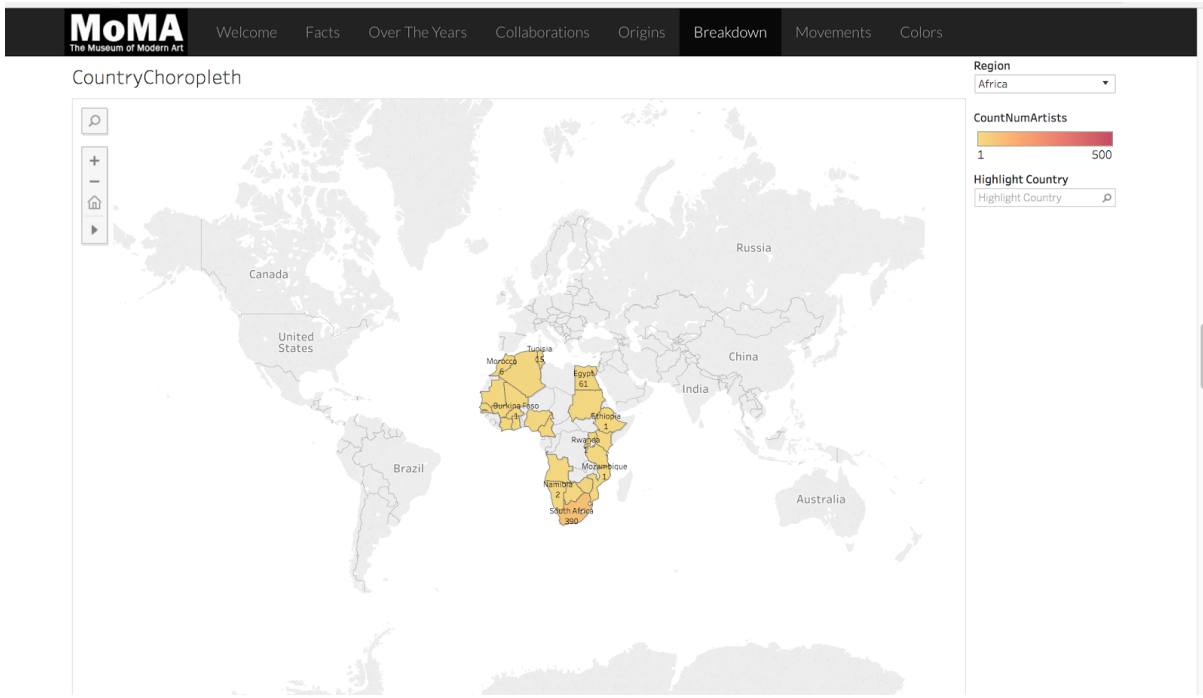 MoMA
The Museum of Modern Art
Welcome
Facts
Over The Years
Collaborations
Origins
Breakdown
Movements
Colors
CountryChoropleth
Region
Africa
CountNumArtists
1
500
Highlight Country
Highlight Country
Russia
Canada
United
States
China
India
Brazil
Australia
Tunisia
15
Morocco
6
Egypt
61
Burkina Faso
1
Ethiopia
1
Rwanda
Mozambique
1
Namibia
2
South Africa
390